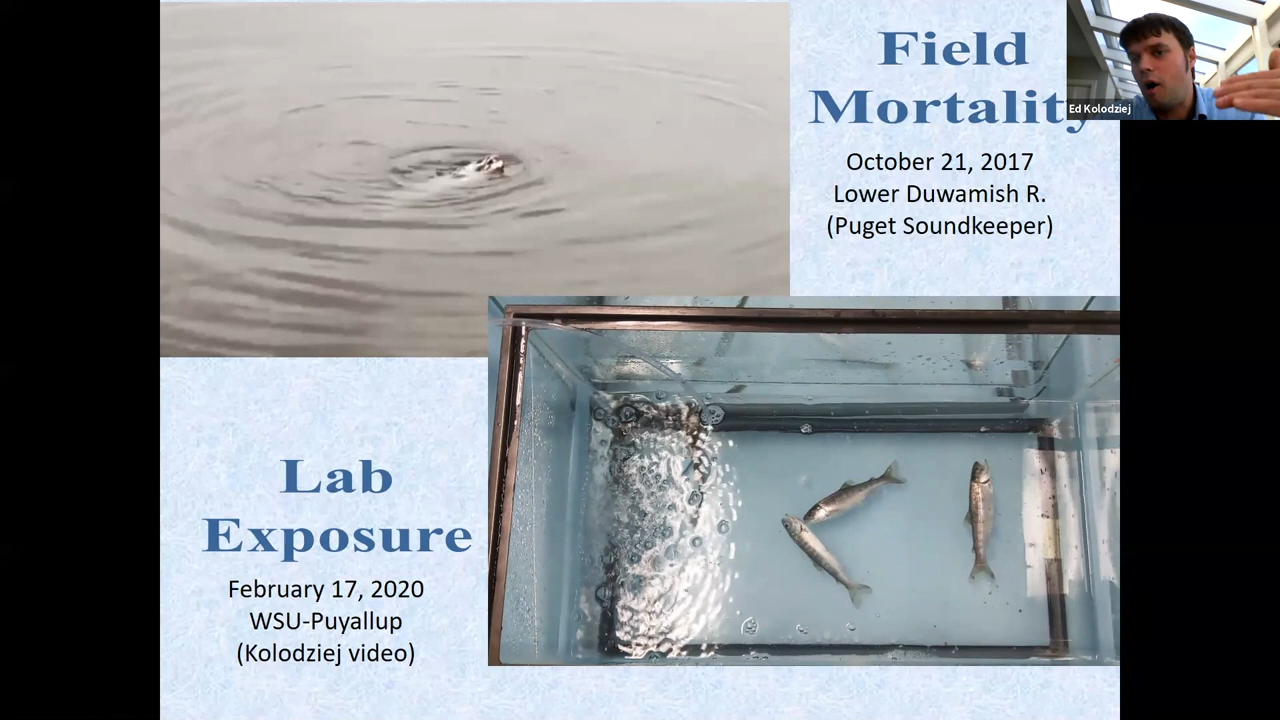 Field
Mortality
October 21, 2017
Lower Duwamish R.
(Puget Soundkeeper)
Ed Kolodziej
Lab
Exposure
February 17, 2020
WSU-Puyallup
(Kolodziej video)